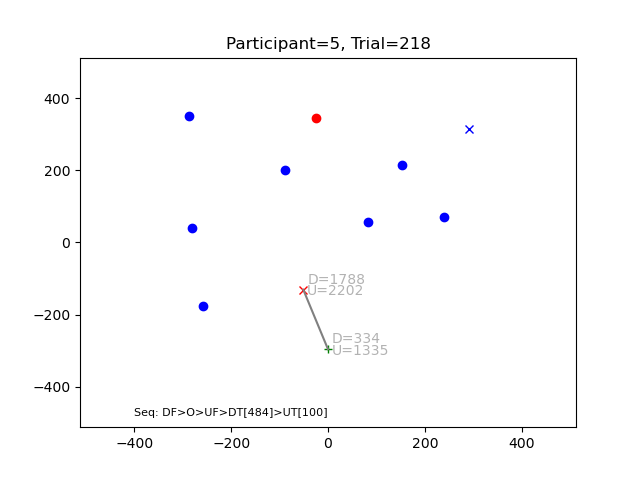 Participant=5, Trial=218
400
200
0
−200
−400
D=1788
U=2202
D=334
U=1335
Seq: DF>O>UF>DT[484]>UT[100]
−400
−200
0
200
400